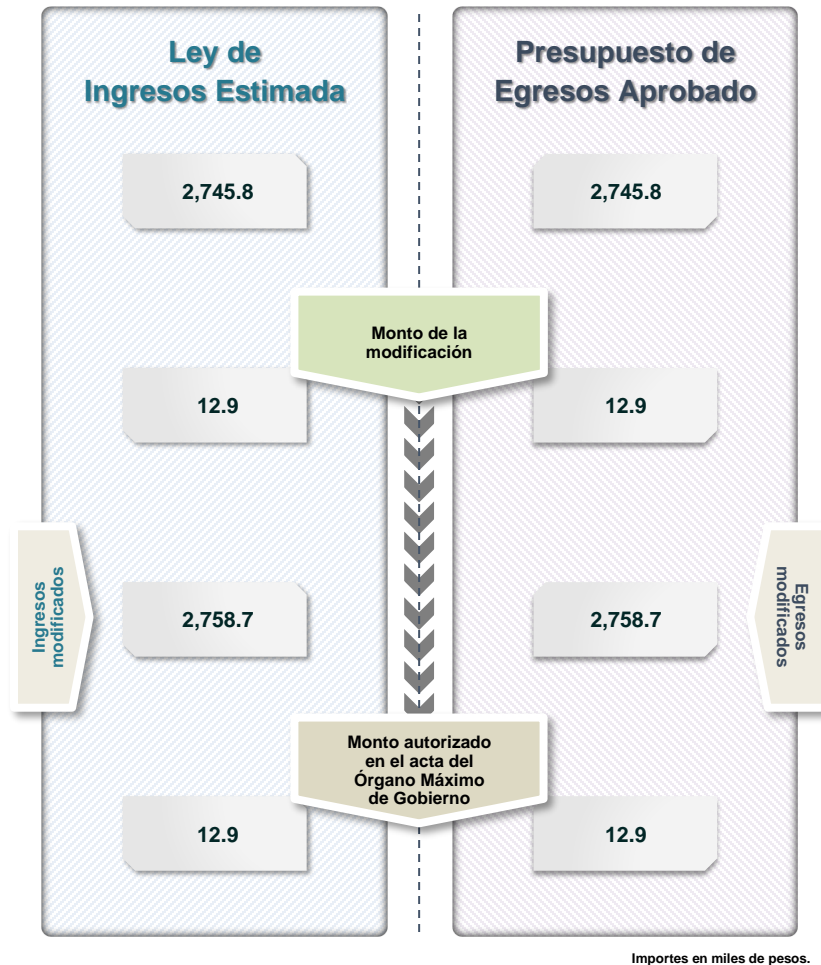 Ley de
Ingresos Estimada
Presupuesto de
Egresos Aprobado
2,745.8
2,745.8
Monto de la
modificación
12.9
12.9
Ingresos
modificados
2,758.7
2,758.7
Egresos
modificados
Monto autorizado
en el acta del
Órgano Máximo
de Gobierno
12.9
12.9
Importes en miles de pesos.